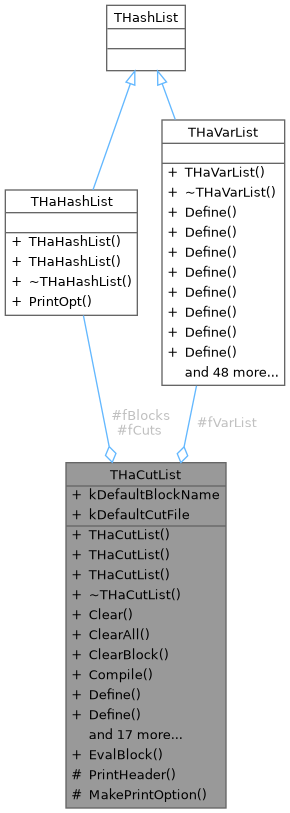 THashList
THaVarList
+ THaVarList()
+ ~THaVarList()
+ Define()
+ Define()
+ Define()
+ Define()
+ Define()
+ Define()
+ Define()
+ Define()
and 48 more...
THaHashList
+ THaHashList()
+ THaHashList()
+ ~THaHashList()
+ PrintOpt()
#fBlocks
#fCuts
#fVarList
THaCutList
+ kDefaultBlockName
+ kDefaultCutFile
+ THaCutList()
+ THaCutList()
+ THaCutList()
+ ~THaCutList()
+ Clear()
+ ClearAll()
+ ClearBlock()
+ Compile()
+ Define()
+ Define()
and 17 more...
+ EvalBlock()
# PrintHeader()
# MakePrintOption()